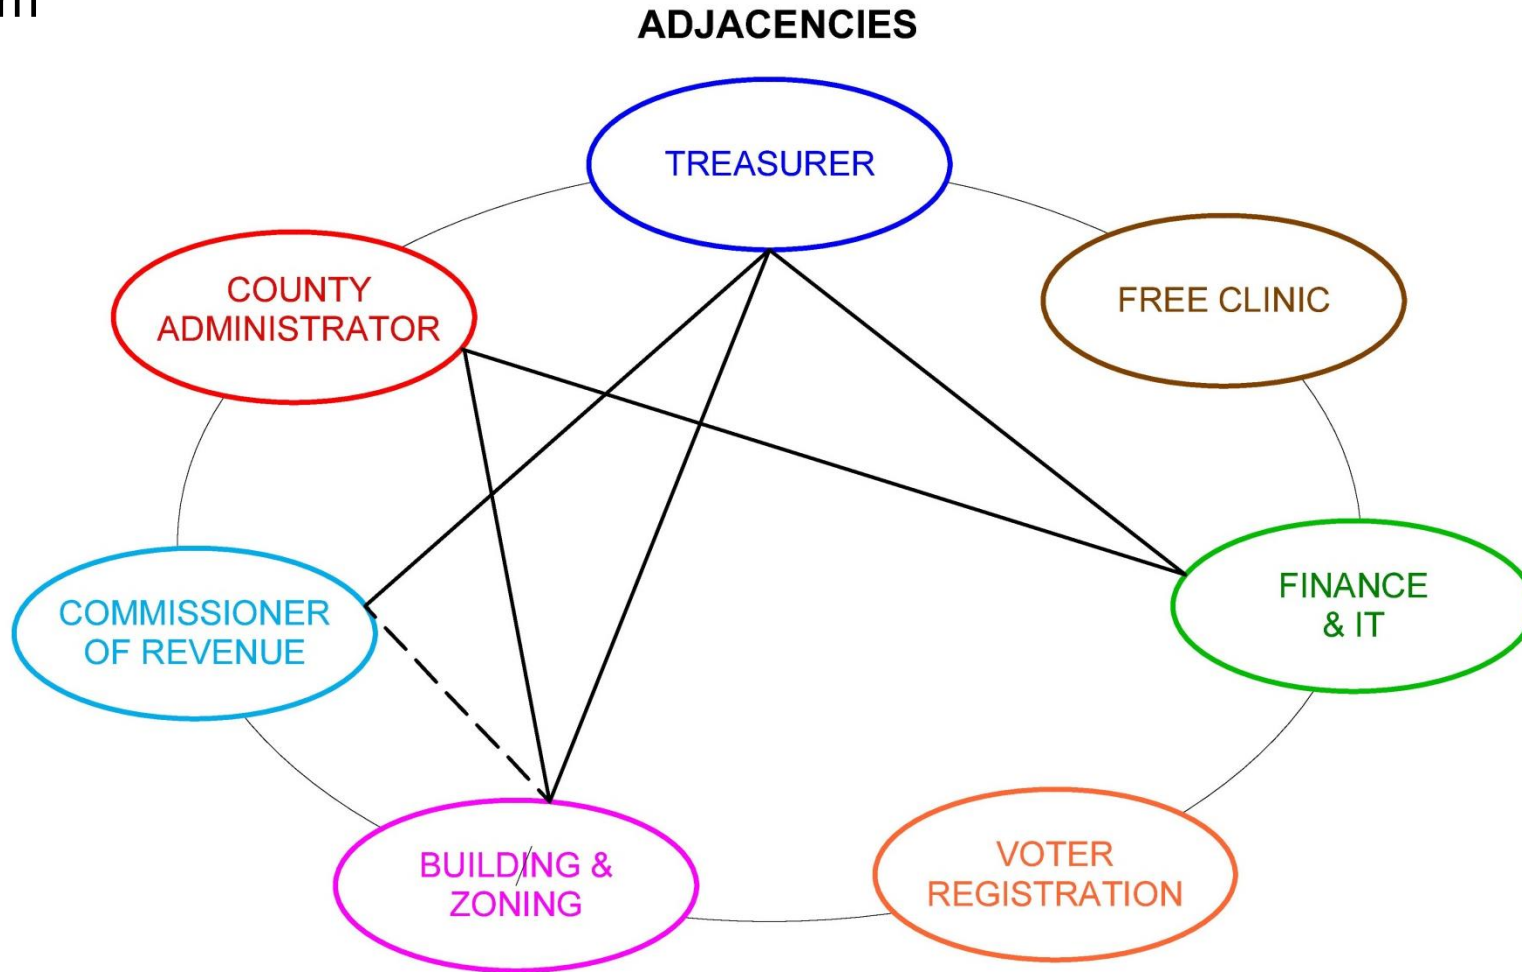 ADJACENCIES
TREASURER
COUNTY
ADMINISTRATOR
FREE CLINIC
COMMISSIONER
OF REVENUE
FINANCE
& IT
BUILDING &
ZONING
VOTER
REGISTRATION